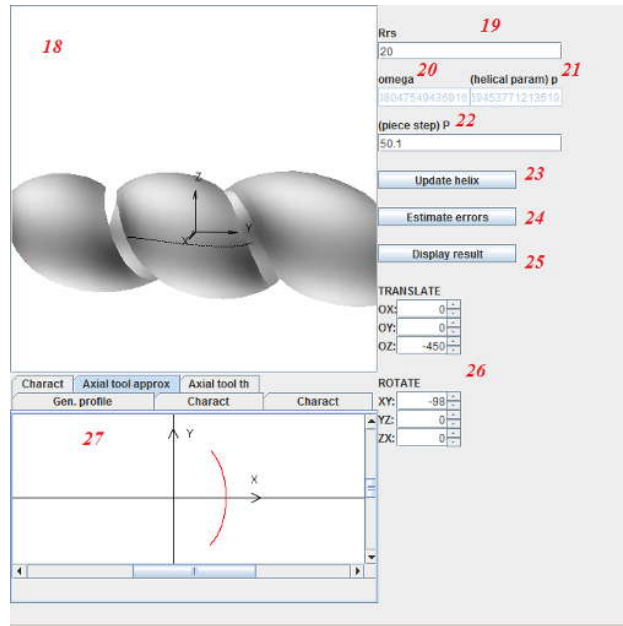 18
Z
X
Y
Rrs
19
20
omega
20
(helical param) p
21
38047549436916
39453771213519
(piece step) P
22
50.1
Update helix
23
Estimate errors
24
Display result
25
TRANSLATE
OX:
0
OY:
0
OZ:
-450
26
ROTATE
XY:
-98
YZ:
0
ZX:
0
Charact
Axial tool approx
Axial tool th
Gen. profile
Charact
Charact
27
Y
X